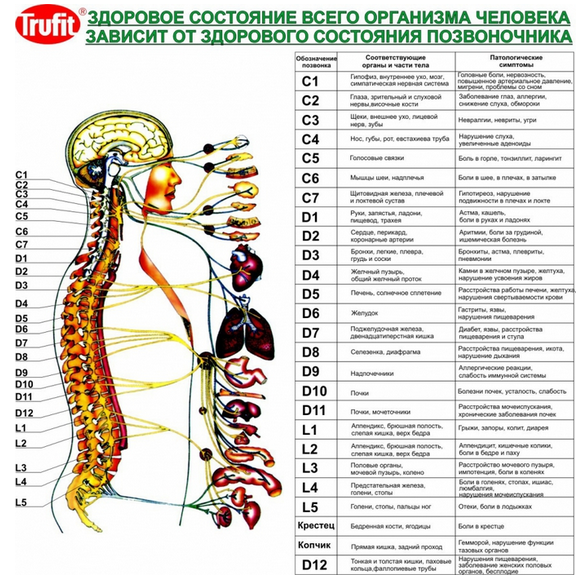 Trufit®
ЗДОРОВОЕ СОСТОЯНИЕ ВСЕГО ОРГАНИЗМА ЧЕЛОВЕКА
ЗАВИСИТ ОТ ЗДОРОВОГО СОСТОЯНИЯ ПОЗВОНОЧНИКА
C1
C2
C3
C4
C5
C6
C7
D1
D2
D3
D4
D5
D6
D7
D8
D9
D10
D11
D12
L1
L2
L3
L4
L5
Обозначение позвонка Соответствующие органы и части тела Патологические симптомы
C1 Гипофиз, внутреннее ухо, мозг, симпатическая нервная система Головные боли, нервозность, повышенное артериальное давление, мигрени, проблемы со сном
C2 Глаза, зрительный и слуховой нервы,височные кости Заболевание глаз, аллергии, снижение слуха, обмороки
C3 Щеки, внешнее ухо, лицевой нерв, зубы Невралгии, невриты, угри
C4 Нос, губы, рот, евстахиева труба Нарушение слуха, увеличенные аденоиды
C5 Голосовые связки Боль в горле, тонзиллит, ларингит
C6 Мышцы шеи, надплечья Боли в шее, в плечах, в затылке
C7 Щитовидная железа, плечевой и локтевой сустав Гипотиреоз, нарушение подвижности в плечах и локте
D1 Руки, запястья, ладони, пищевод, трахея Астма, кашель, боли в руках и ладонях
D2 Сердце, перикард, коронарные артерии Аритмии, боли за грудиной, ишемическая болезнь
D3 Бронхи, легкие, плевра, грудь и соски Бронхиты, астма, плевриты, пневмонии
D4 Желчный пузырь, общий желчный проток Камни в желчном пузыре, желтуха, нарушение усвоения жиров
D5 Печень, солнечное сплетение Расстройства работы печени, желтуха, нарушения свертываемости крови
D6 Желудок Гастриты, язвы, нарушения пищеварения
D7 Поджелудочная железа, двенадцатиперстная кишка Диабет, язвы, расстройства пищеварения и стула
D8 Селезенка, диафрагма Расстройства пищеварения, икота, нарушение дыхания
D9 Надпочечники Аллергические реакции, слабость иммунной системы
D10 Почки Болезни почек, усталость, слабость
D11 Почки, мочеточники Расстройства мочеиспускания, хронические заболевания почек
L1 Аппендикс, брюшная полость, слепая кишка, верх бедра Грыжи, запоры, колит, диарея
L2 Аппендикс, брюшная полость, слепая кишка, верх бедра Аппендицит, кишечные колики, боли в бедре и паху
L3 Половые органы, мочевой пузырь, колено Расстройство мочевого пузыря, импотенция, боли в коленях
L4 Предстательная железа, голени, стопы Боли в голенях, стопах, ишиас, люмбалгия, нарушения мочеиспускания
L5 Голени, стопы, пальцы ног Отеки, боли в лодыжках
Крестец Бедренная кости, ягодицы Боли в крестце
Копчик Прямая кишка, задний проход Геморрой, нарушение функции тазовых органов
D12 Тонкая и толстая кишки, паховые кольца,фаллопиевые трубы Нарушения пищеварения, заболевание женских половых органов, бесплодие